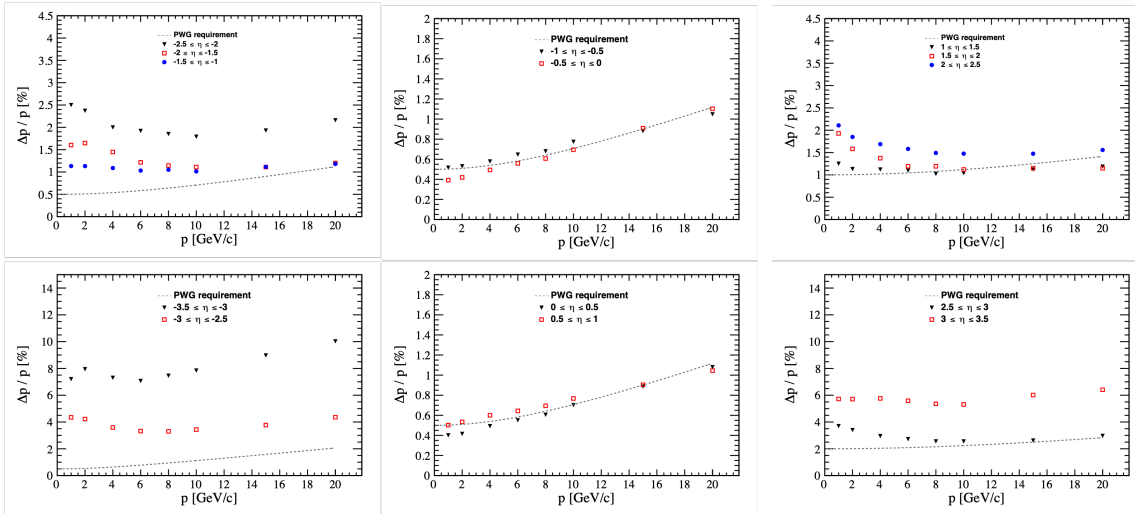 PWG requirement
-2.5 ≤ η ≤ -2
-2 ≤ η ≤ -1.5
-1.5 ≤ η ≤ -1
Δp / p [%]
4.5
4
3.5
3
2.5
2
1.5
1
0.5
0
0 2 4 6 8 10 12 14 16 18 20
p [GeV/c]
PWG requirement
-1 ≤ η ≤ -0.5
-0.5 ≤ η ≤ 0
Δp / p [%]
2
1.8
1.6
1.4
1.2
1
0.8
0.6
0.4
0.2
0
0 2 4 6 8 10 12 14 16 18 20
p [GeV/c]
PWG requirement
1 ≤ η ≤ 1.5
1.5 ≤ η ≤ 2
2 ≤ η ≤ 2.5
Δp / p [%]
4.5
4
3.5
3
2.5
2
1.5
1
0.5
0
0 2 4 6 8 10 12 14 16 18 20
p [GeV/c]
PWG requirement
-3.5 ≤ η ≤ -3
-3 ≤ η ≤ -2.5
Δp / p [%]
14
12
10
8
6
4
2
0
0 2 4 6 8 10 12 14 16 18 20
p [GeV/c]
PWG requirement
0 ≤ η ≤ 0.5
0.5 ≤ η ≤ 1
Δp / p [%]
2
1.8
1.6
1.4
1.2
1
0.8
0.6
0.4
0.2
0
0 2 4 6 8 10 12 14 16 18 20
p [GeV/c]
PWG requirement
2.5 ≤ η ≤ 3
3 ≤ η ≤ 3.5
Δp / p [%]
14
12
10
8
6
4
2
0
0 2 4 6 8 10 12 14 16 18 20
p [GeV/c]